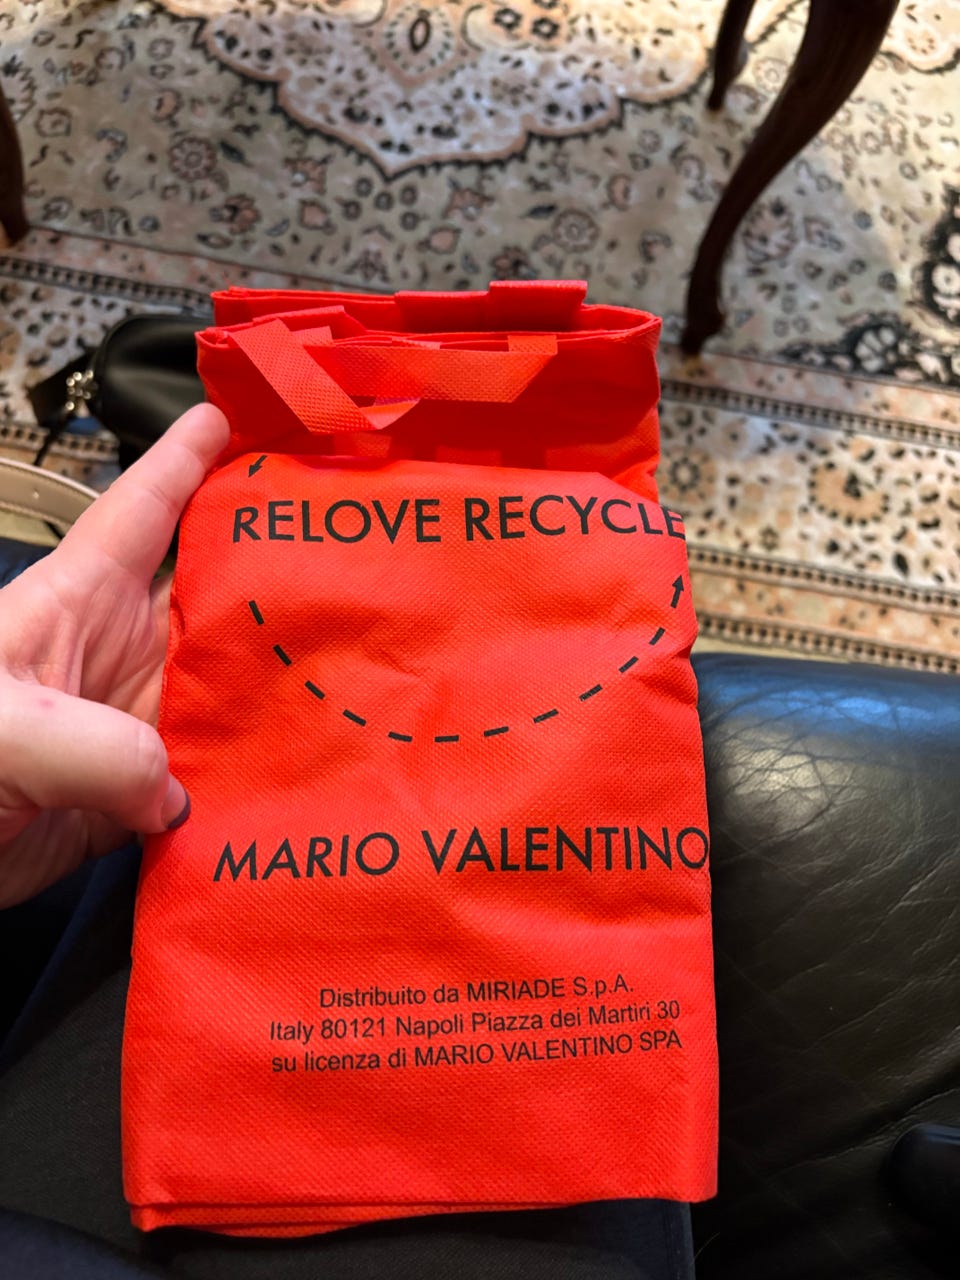 RELOVE RECYCLE
MARIO VALENTINO
Distribuito da MIRIADE S.p.A.
Italy 80121 Napoli Piazza dei Martiri 30
su licenza di MARIO VALENTINO SPA